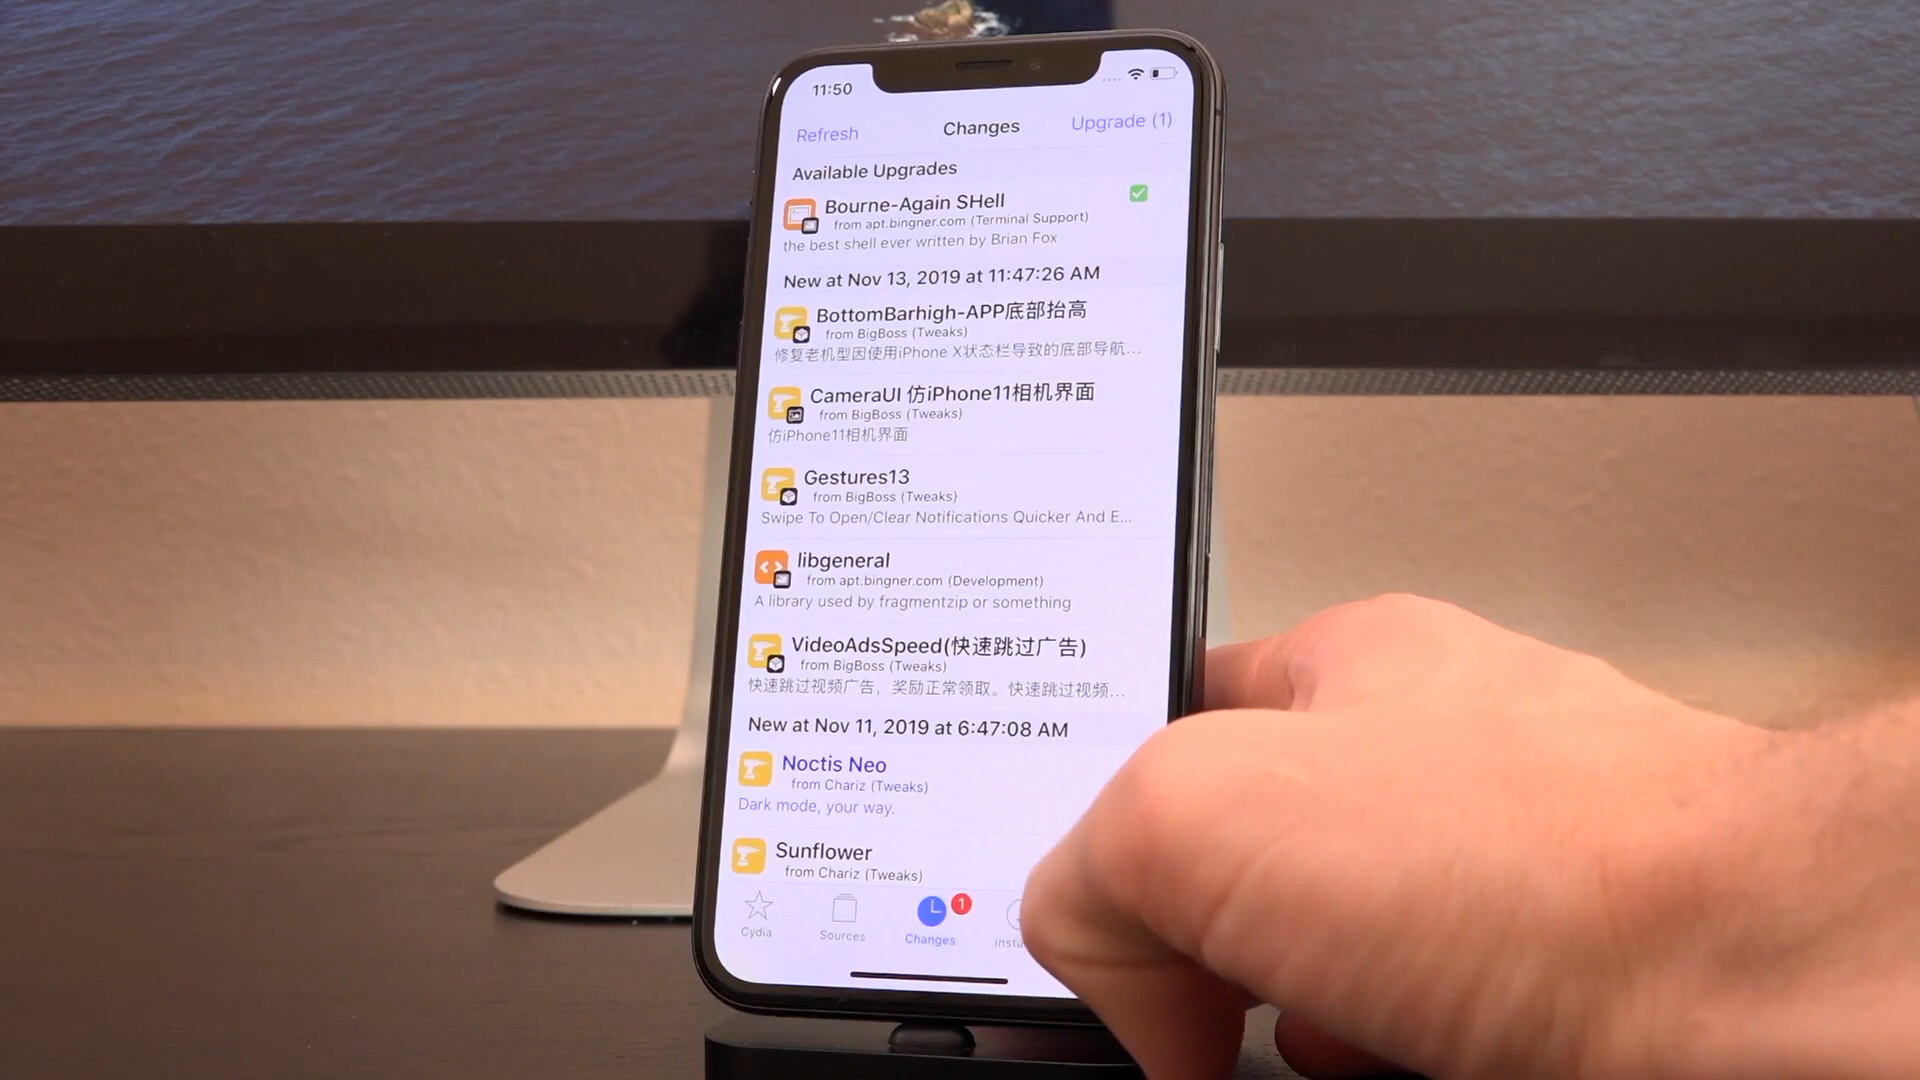 11:50
Refresh
Changes
Upgrade (1)
Available Upgrades
Bourne-Again SHell
from apt.bingner.com (Terminal Support)
the best shell ever written by Brian Fox
New at Nov 13, 2019 at 11:47:26 AM
BottomBarhigh-APP底部抬高
from BigBoss (Tweaks)
修复老机型因使用iPhone X状态栏导致的底部导航...
CameraUI 仿iPhone11相机界面
from BigBoss (Tweaks)
仿iPhone11相机界面
Gestures13
from BigBoss (Tweaks)
Swipe To Open/Clear Notifications Quicker And E...
libgeneral
from apt.bingner.com (Development)
A library used by fragmentzip or something
VideoAdsSpeed(快速跳过广告)
from BigBoss (Tweaks)
快速跳过视频广告，奖励正常领取。快速跳过视频...
New at Nov 11, 2019 at 6:47:08 AM
Noctis Neo
from Chariz (Tweaks)
Dark mode, your way.
Sunflower
from Chariz (Tweaks)
1
Cydia
Sources
Changes
Insta